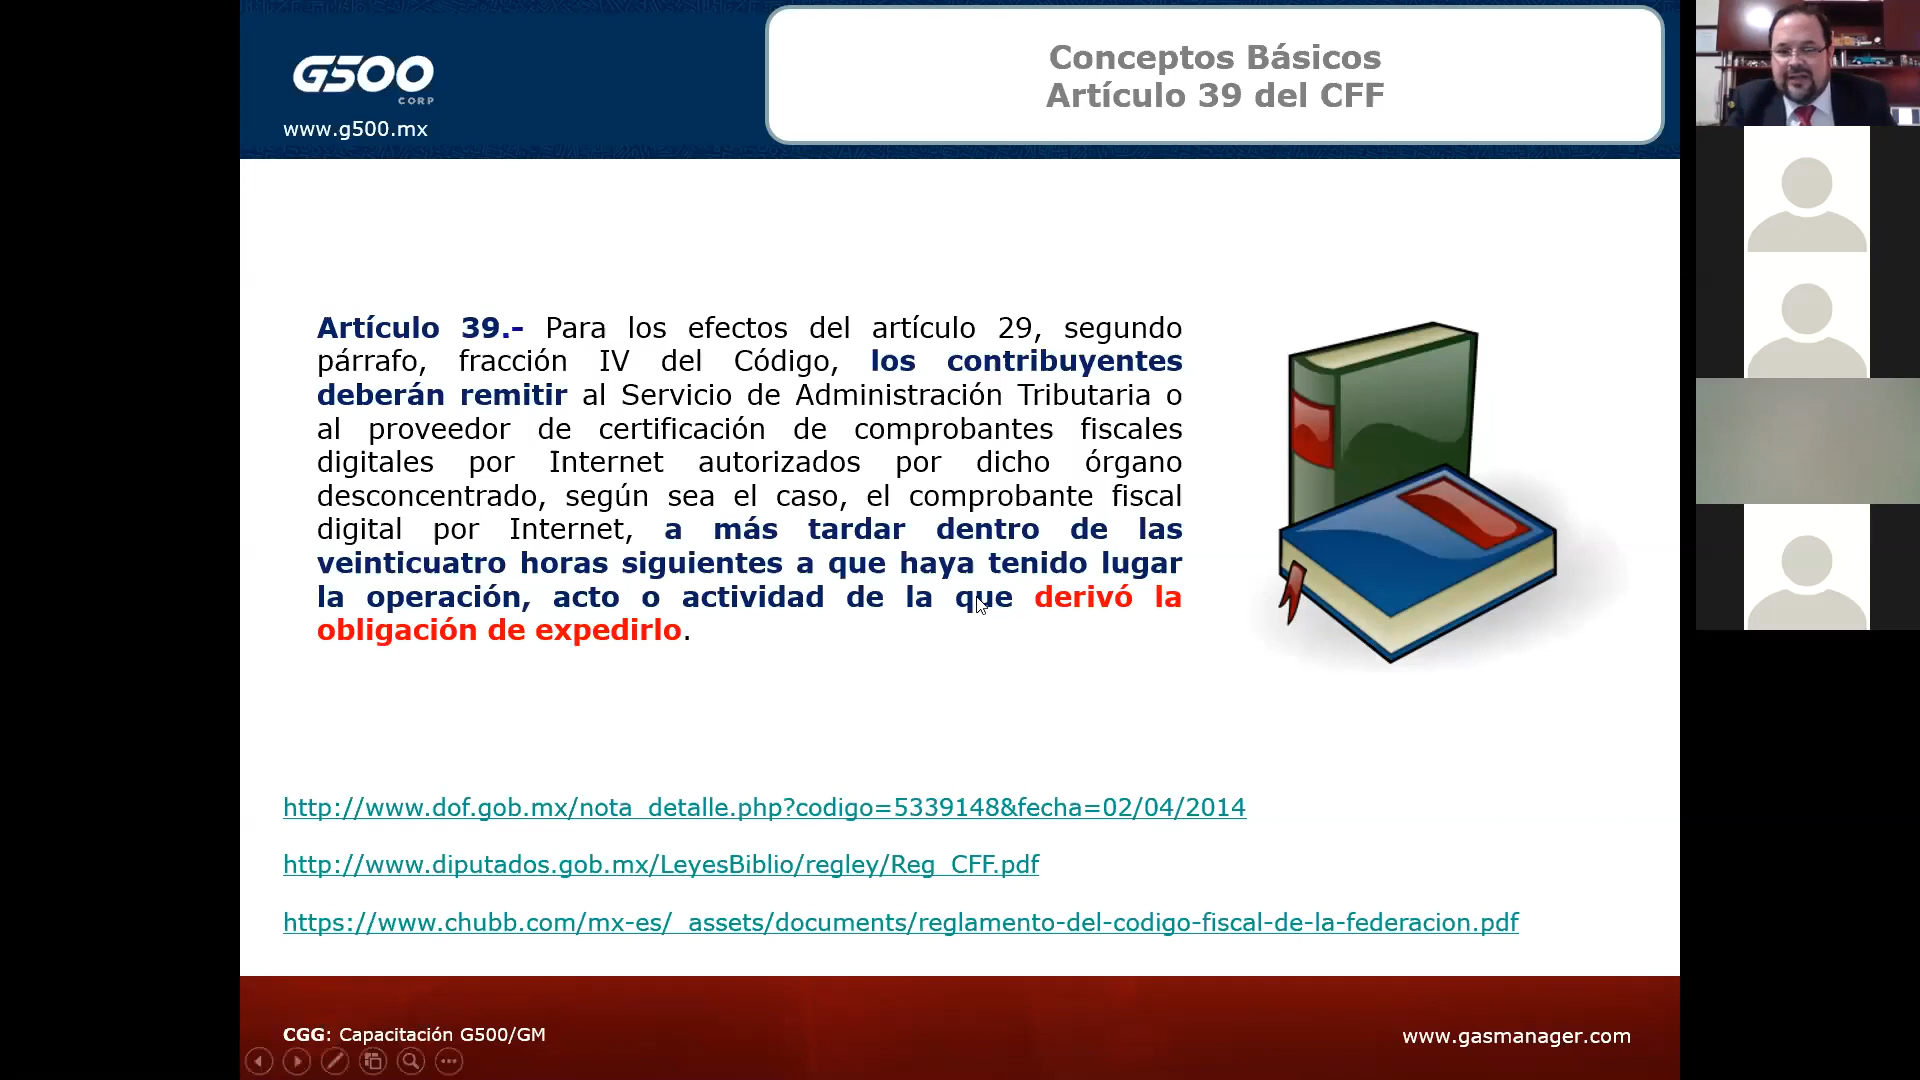 G500
CORP
www.g500.mx
Conceptos Básicos
Artículo 39 del CFF
Artículo 39.- Para los efectos del artículo 29, segundo
párrafo, fracción IV del Código, los contribuyentes
deberán remitir al Servicio de Administración Tributaria o
al proveedor de certificación de comprobantes fiscales
digitales por Internet autorizados por dicho órgano
desconcentrado, según sea el caso, el comprobante fiscal
digital por Internet, a más tardar dentro de las
veinticuatro horas siguientes a que haya tenido lugar
la operación, acto o actividad de la que derivó la
obligación de expedirlo.
http://www.dof.gob.mx/nota_detalle.php?codigo=5339148&fecha=02/04/2014
http://www.diputados.gob.mx/LeyesBiblio/regley/Reg_CFF.pdf
https://www.chubb.com/mx-es/_assets/documents/reglamento-del-codigo-fiscal-de-la-federacion.pdf
CGG: Capacitación G500/GM
www.gasmanager.com